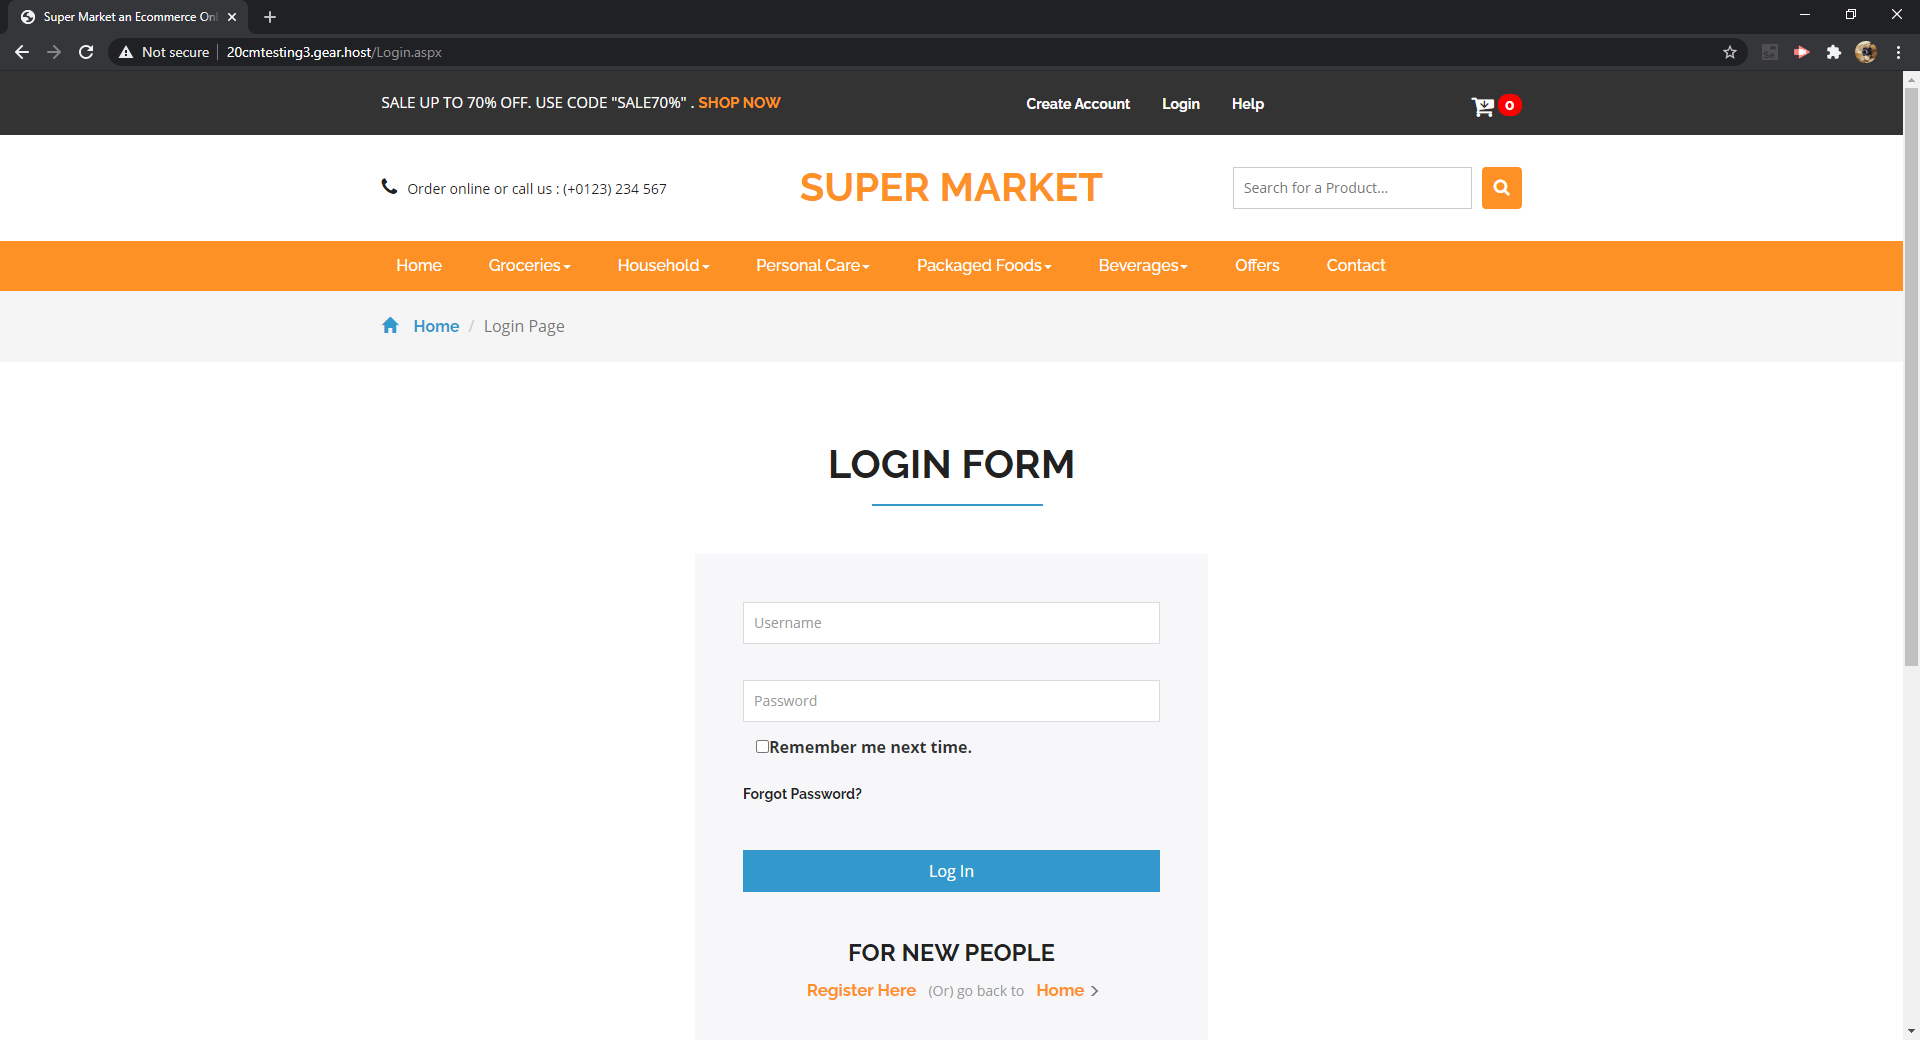 Super Market an Ecommerce Onl
Not secure 20cmtesting3.gear.host/Login.aspx
SALE UP TO 70% OFF. USE CODE "SALE70%" . SHOP NOW
Create Account Login Help
0
Order online or call us : (+0123) 234 567
SUPER MARKET
Search for a Product...
Home Groceries Household Personal Care Packaged Foods Beverages Offers Contact
Home / Login Page
LOGIN FORM
Username
Password
Remember me next time.
Forgot Password?
Log In
FOR NEW PEOPLE
Register Here (Or) go back to Home >